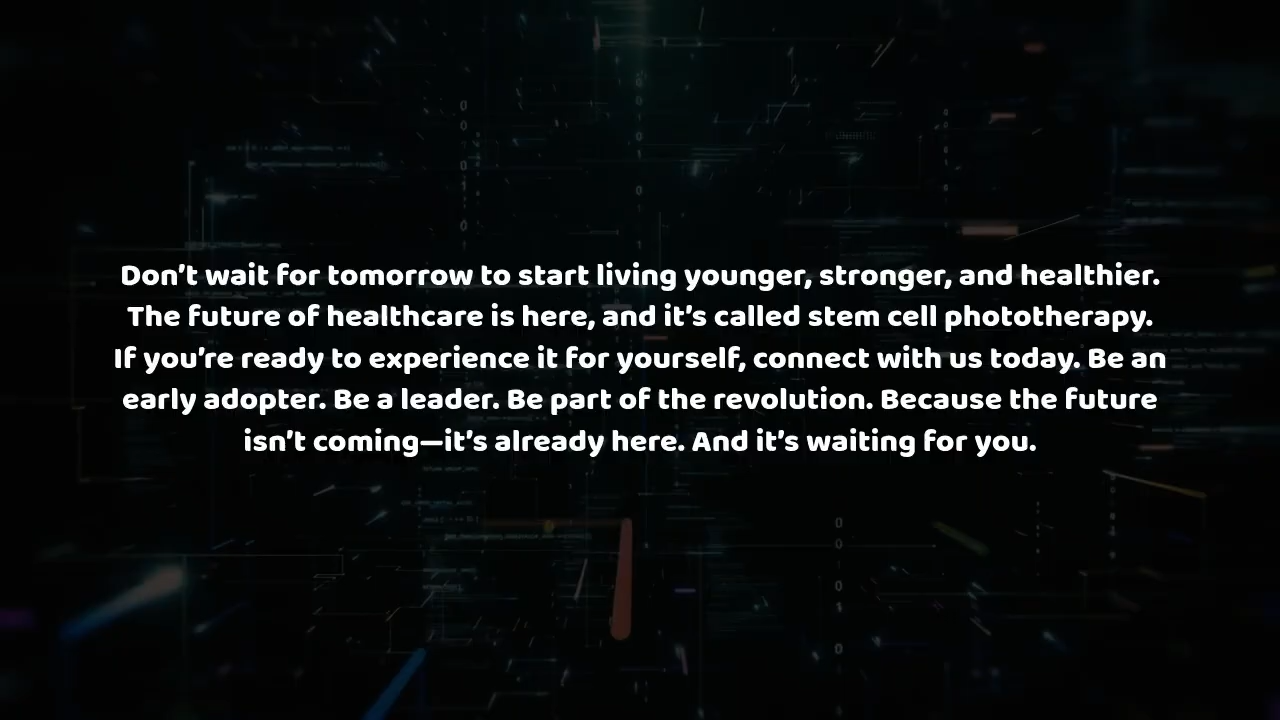 Don't wait for tomorrow to start living younger, stronger, and healthier.
The future of healthcare is here, and it's called stem cell phototherapy.
If you're ready to experience it for yourself, connect with us today. Be an
early adopter. Be a leader. Be part of the revolution. Because the future
isn't coming—it's already here. And it's waiting for you.